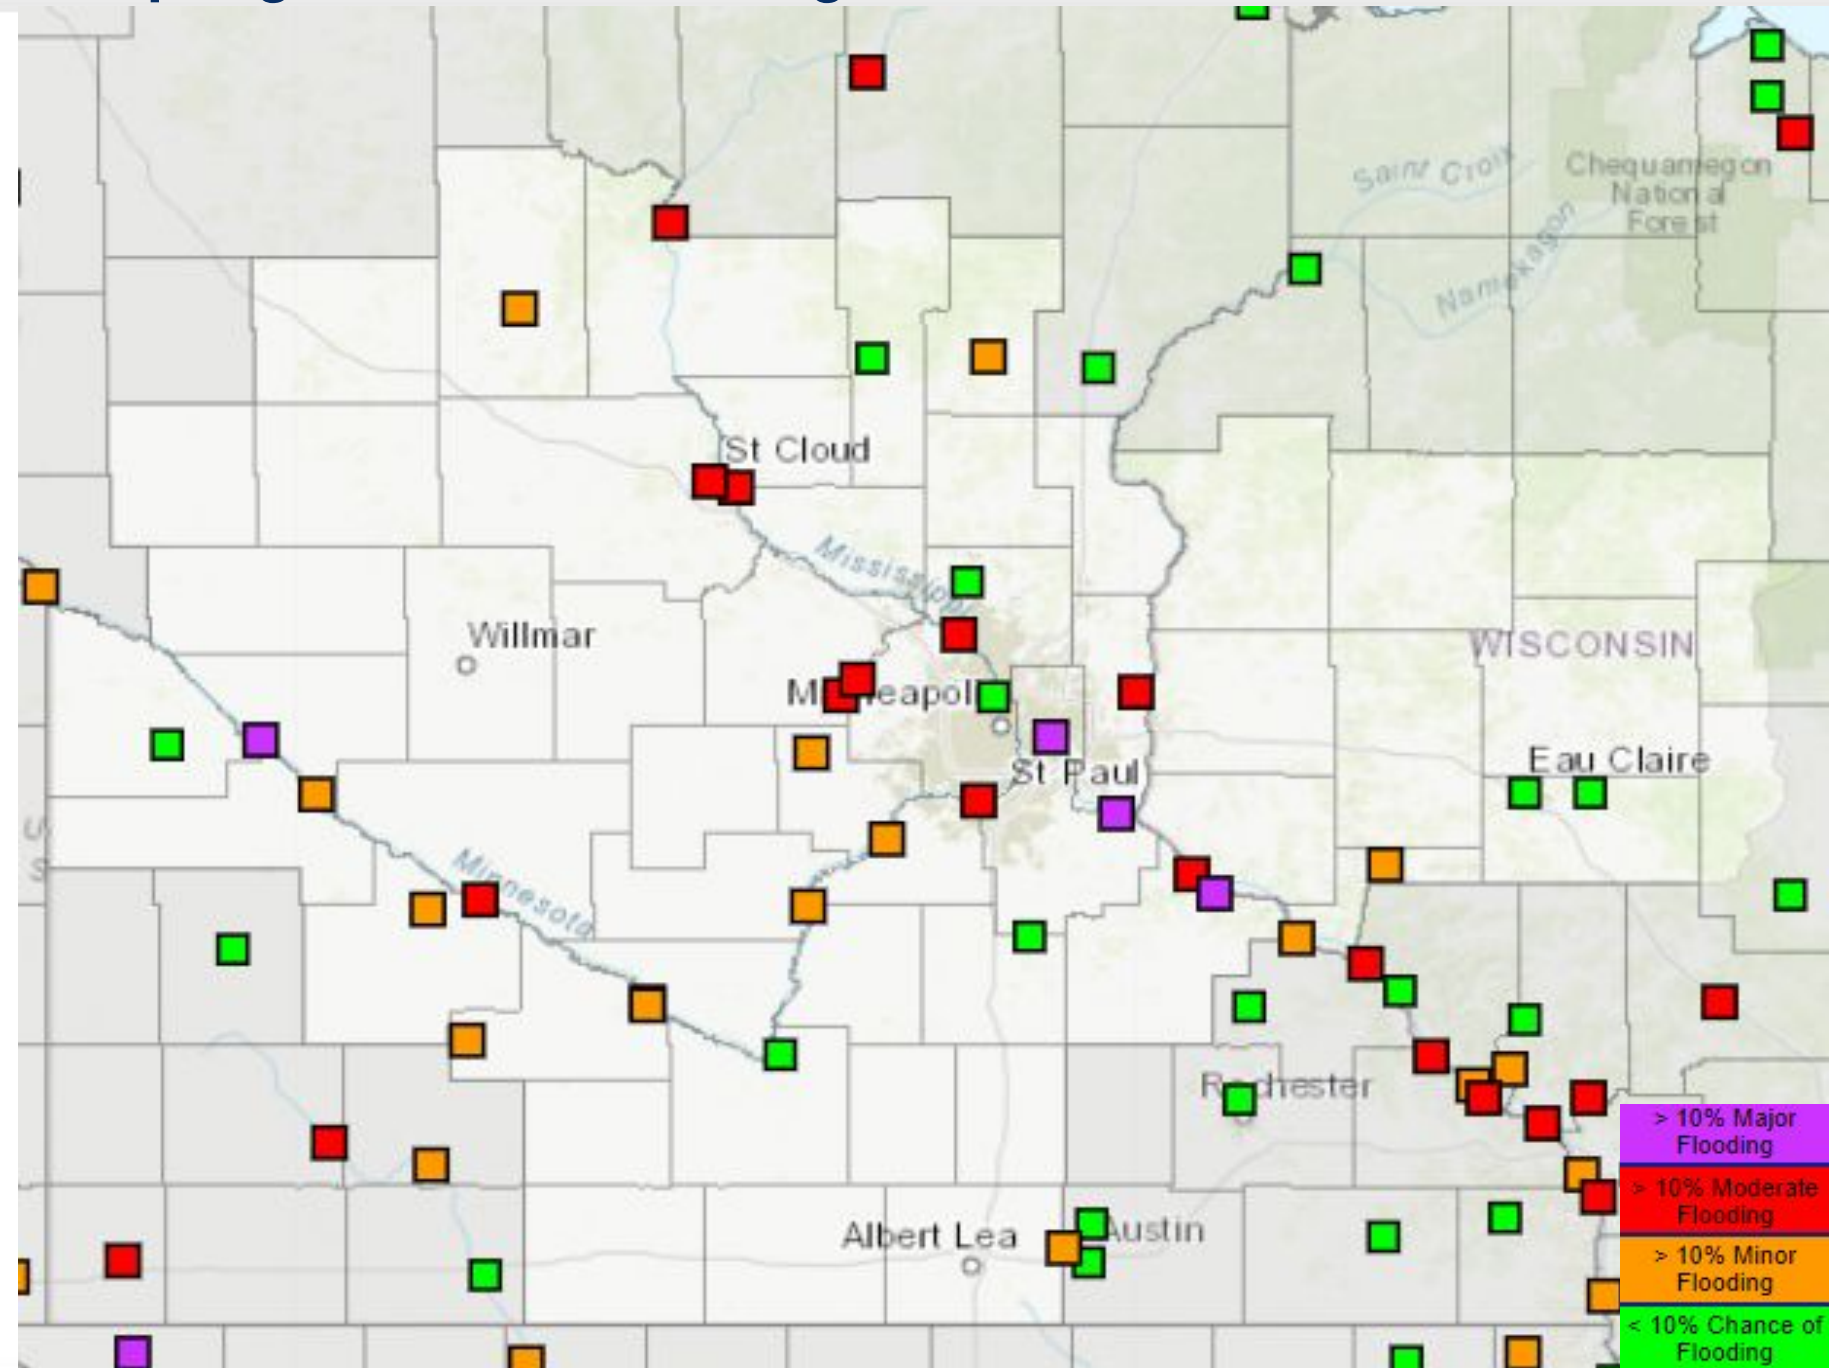 Saint Croix
Chequamegon
National
Forest
Namekagon
St Cloud
Mississippi
Willmar
WISCONSIN
Eau Claire
St Paul
Minnesota
Rochester
Albert Lea
Austin
> 10% Major
Flooding
> 10% Moderate
Flooding
> 10% Minor
Flooding
< 10% Chance of
Flooding